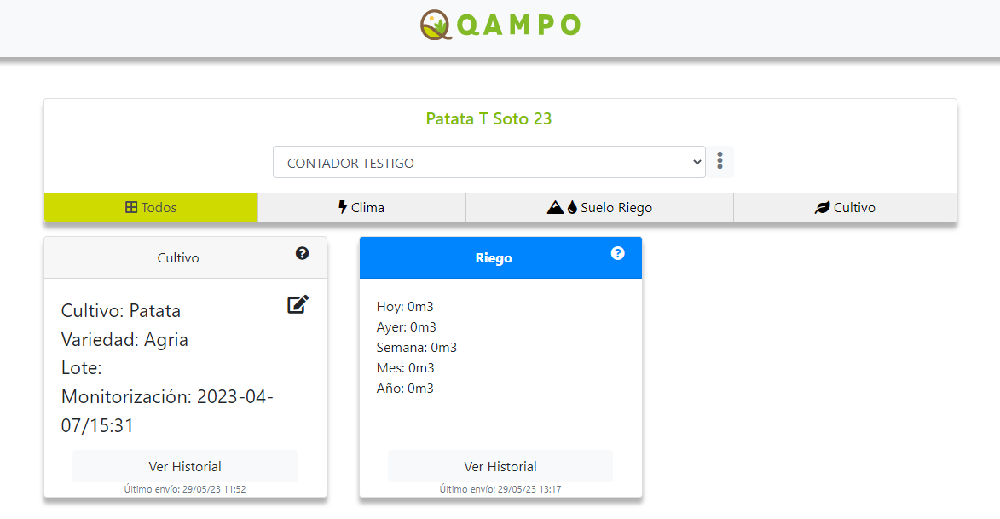 QAMPO
Patata T Soto 23
CONTADOR TESTIGO
Todos
Clima
Suelo Riego
Cultivo
Cultivo
Cultivo: Patata
Variedad: Agria
Lote:
Monitorización: 2023-04-
07/15:31
Ver Historial
Último envío: 29/05/23 11:52
Riego
Hoy: 0m3
Ayer: 0m3
Semana: 0m3
Mes: 0m3
Año: 0m3
Ver Historial
Último envío: 29/05/23 13:17